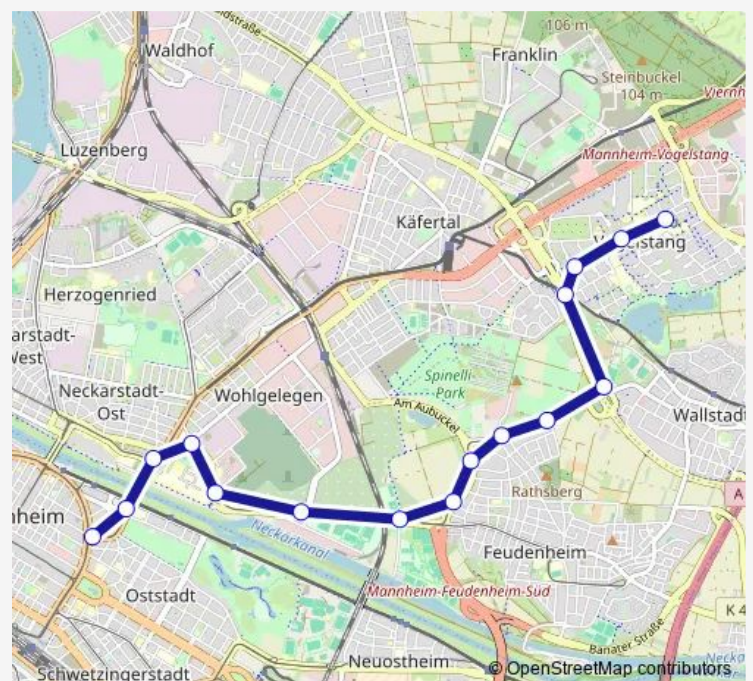 106 m
Waldhof
Franklin
Steinbuckel
104 m
Viernh
Luzenberg
Mannheim-Vogelstang
Käfertal
Herzogenried
arstadt-
West
Spinelli-
Park
Neckarstadt-
Ost
Wohlgelegen
Am Aubuckel
Wallstadt
Rathsberg
A
nheim
Neckarkanal
Feudenheim
Oststadt
Mannheim-Feudenheim-Süd
K 4
Banater Straße
Neuostheim
Schwetzingerstadt
© OpenStreetMap contributors